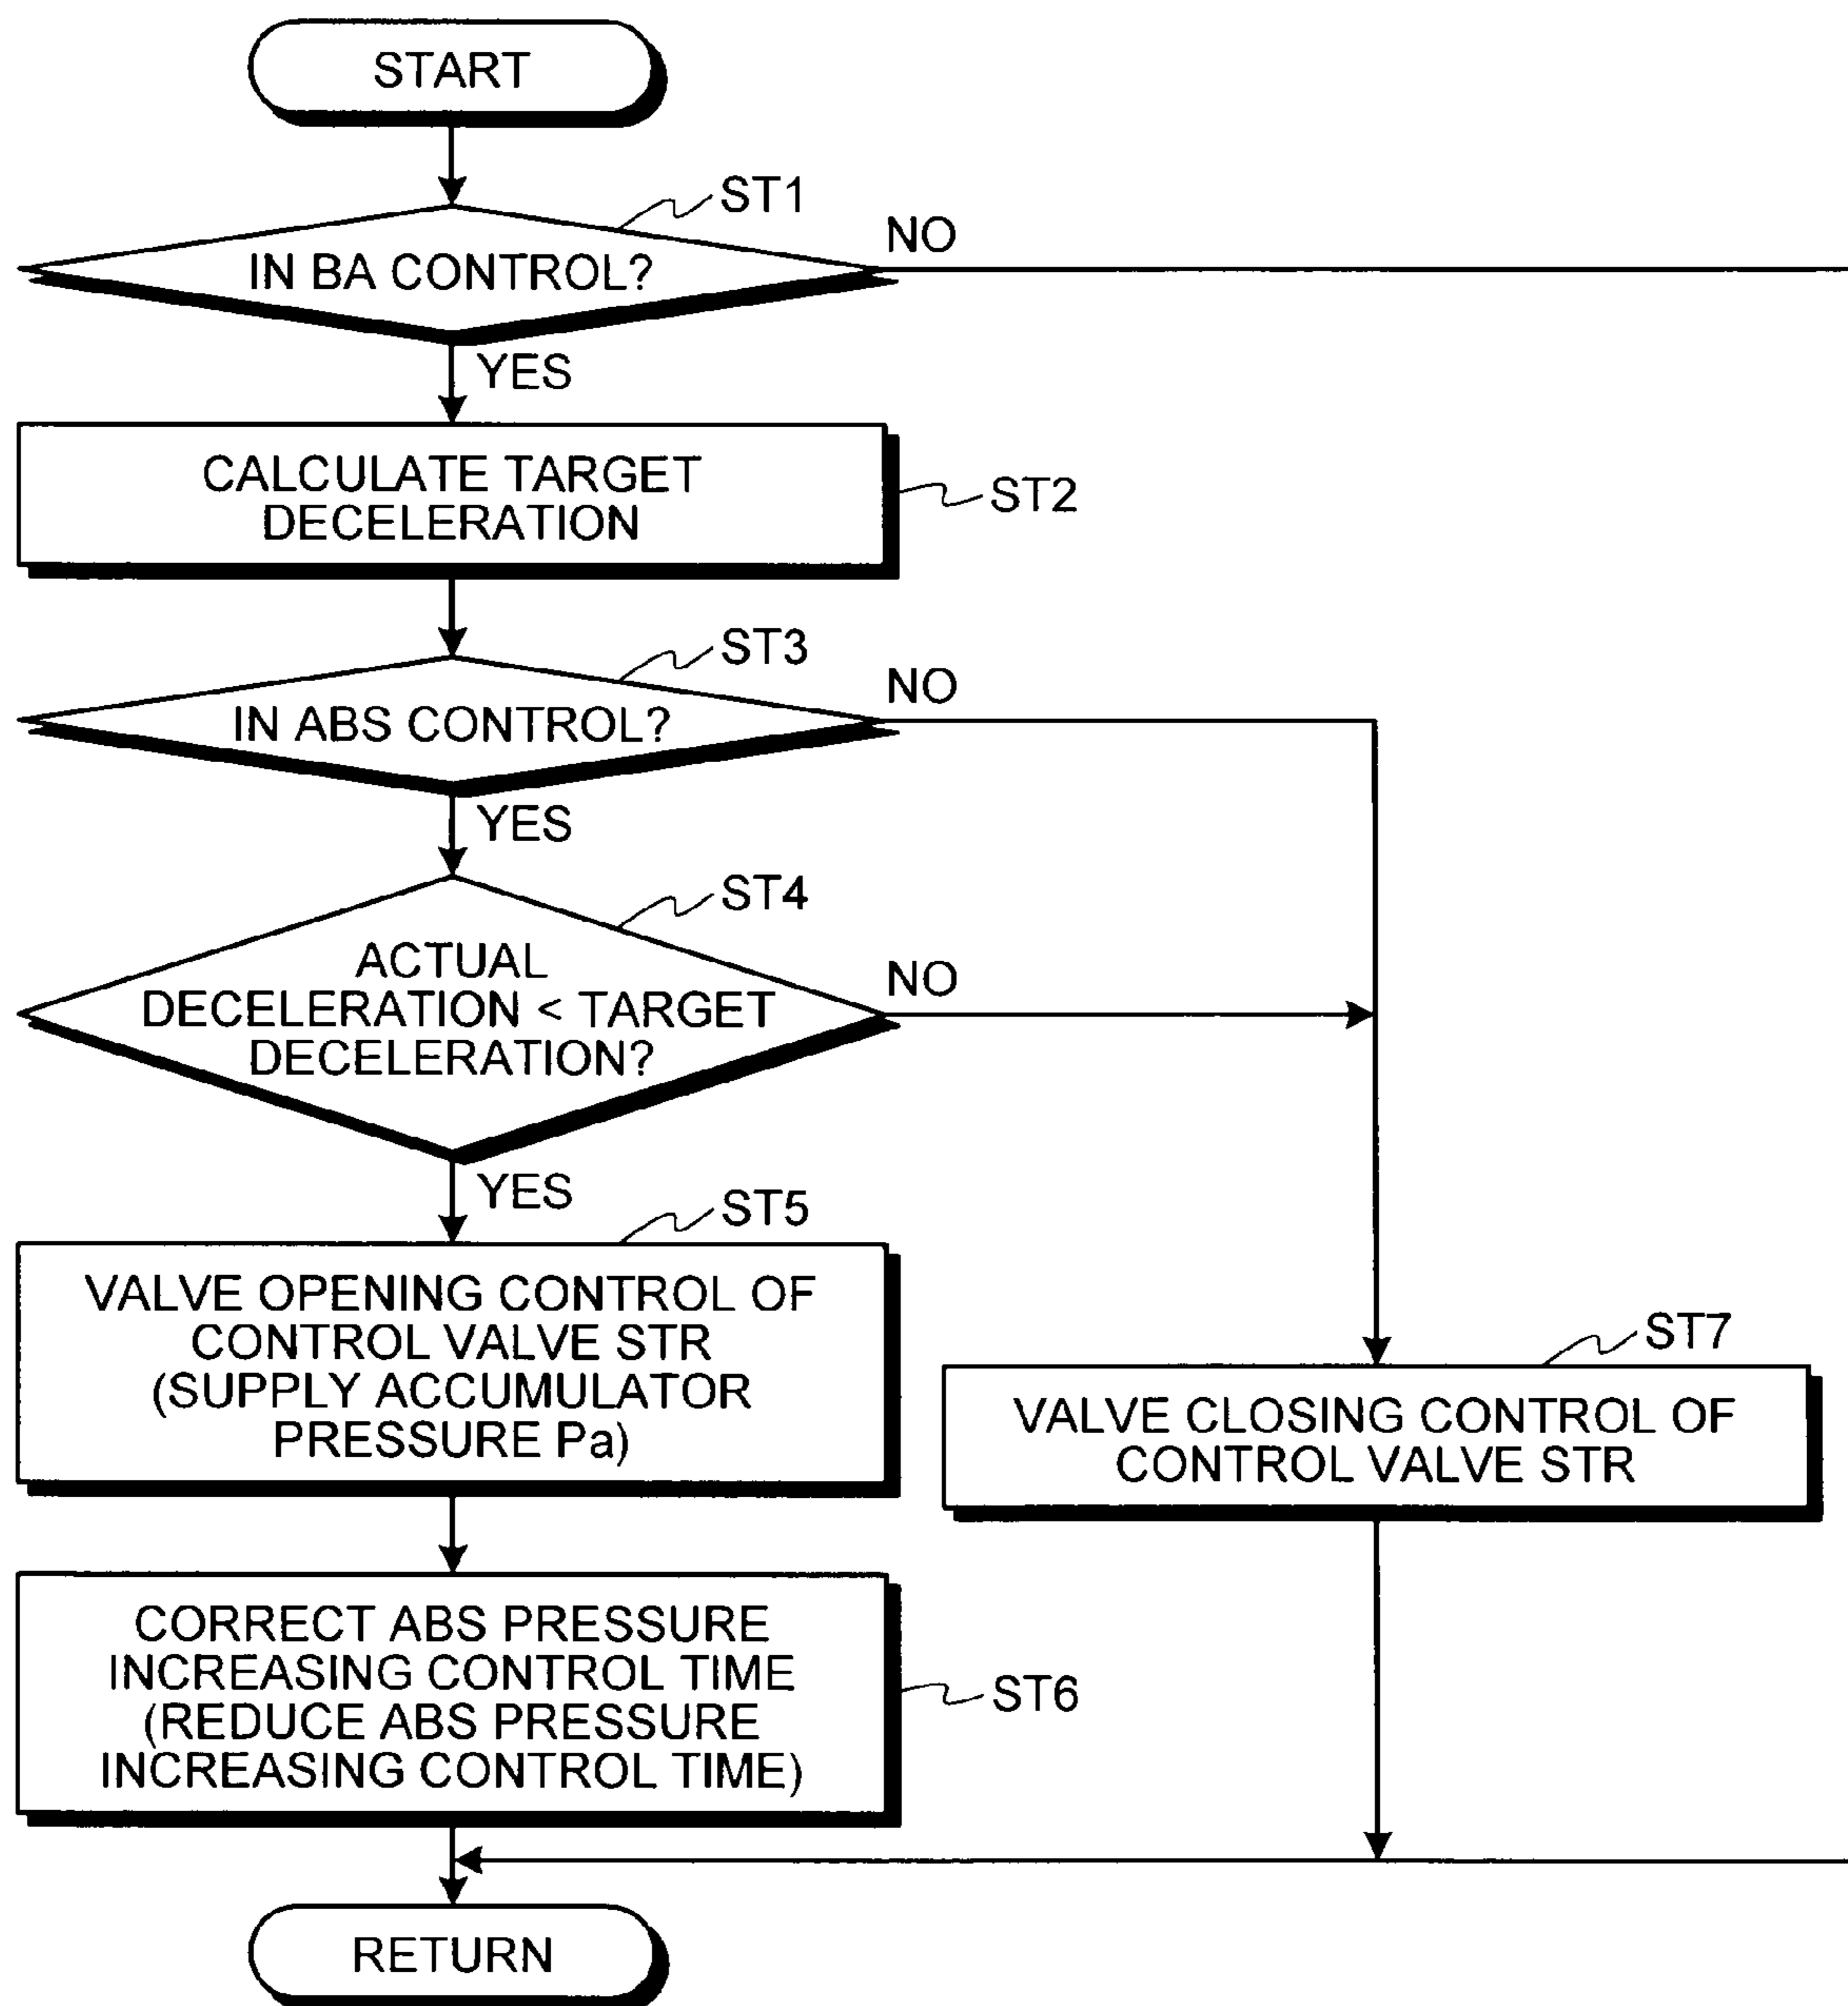 START
ST1
NO
IN BA CONTROL?
YES
CALCULATE TARGET
DECELERATION
ST2
ST3
NO
IN ABS CONTROL?
YES
ST4
ACTUAL
DECELERATION < TARGET
DECELERATION?
NO
YES
ST5
VALVE OPENING CONTROL OF
CONTROL VALVE STR
(SUPPLY ACCUMULATOR
PRESSURE Pa)
ST7
VALVE CLOSING CONTROL OF
CONTROL VALVE STR
CORRECT ABS PRESSURE
INCREASING CONTROL TIME
(REDUCE ABS PRESSURE
INCREASING CONTROL TIME)
ST6
RETURN